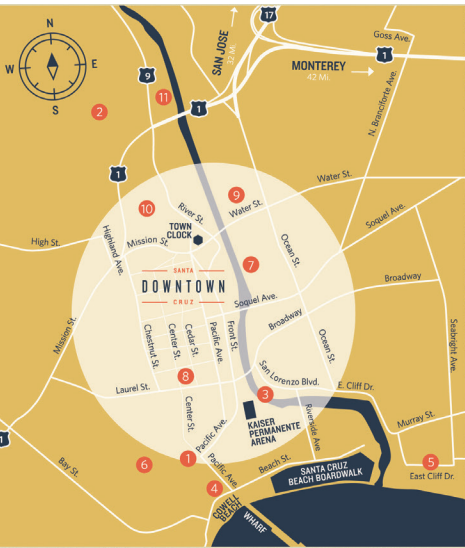 N
W
E
S
17
SAN JOSE
32 Mi.
Goss Ave.
1
MONTEREY
42 Mi.
9
11
2
1
N. Branciforte Ave.
1
Water St.
9
10
River St.
Water St.
Soquel Ave.
TOWN
CLOCK
Mission St.
High St.
Highland Ave.
Ocean St.
7
SANTA
DOWNTOWN
CRUZ
Broadway
Soquel Ave.
Mission St.
Chestnut St.
Center St.
Cedar St.
Pacific Ave.
Front St.
Broadway
Ocean St.
Seabright Ave.
8
San Lorenzo Blvd.
Laurel St.
E. Cliff Dr.
3
Center St.
KAISER
PERMANENTE
ARENA
Riverside Ave.
Murray St.
Pacific Ave.
1
Bay St.
6
1
Pacific Ave.
Beach St.
SANTA CRUZ
BEACH BOARDWALK
5
East Cliff Dr.
4
COWELL
BEACH
WHARF